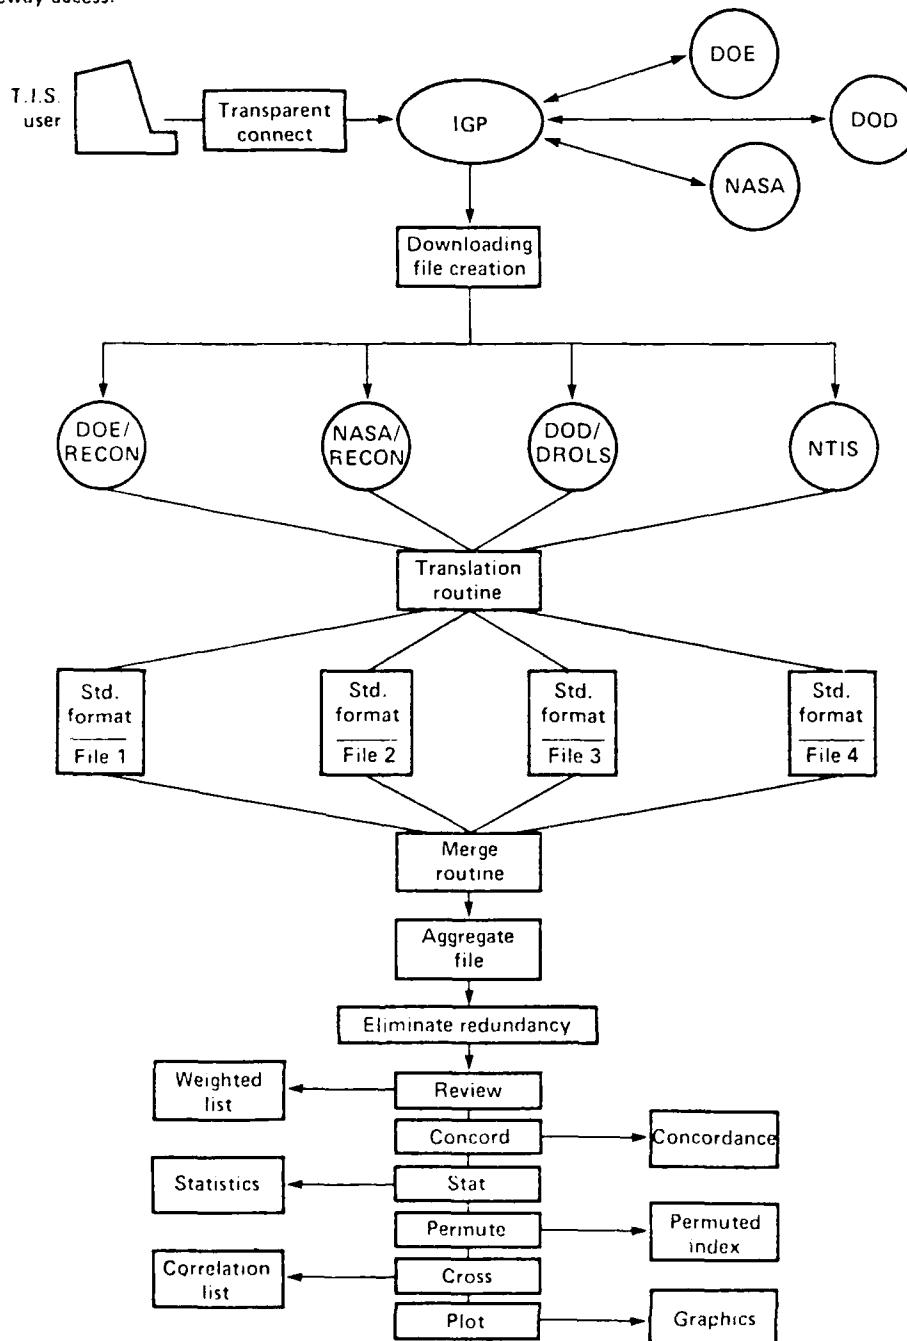 DOE
T.I.S.
user
Transparent
connect
IGP
DOD
NASA
Downloading
file creation
DOE/
RECON
NASA/
RECON
DOD/
DROLS
NTIS
Translation
routine
Std.
format
File 1
Std.
format
File 2
Std.
format
File 3
Std.
format
File 4
Merge
routine
Aggregate
file
Eliminate redundancy
Weighted
list
Review
Concord
Concordance
Statistics
Stat
Permute
Permuted
index
Correlation
list
Cross
Plot
Graphics